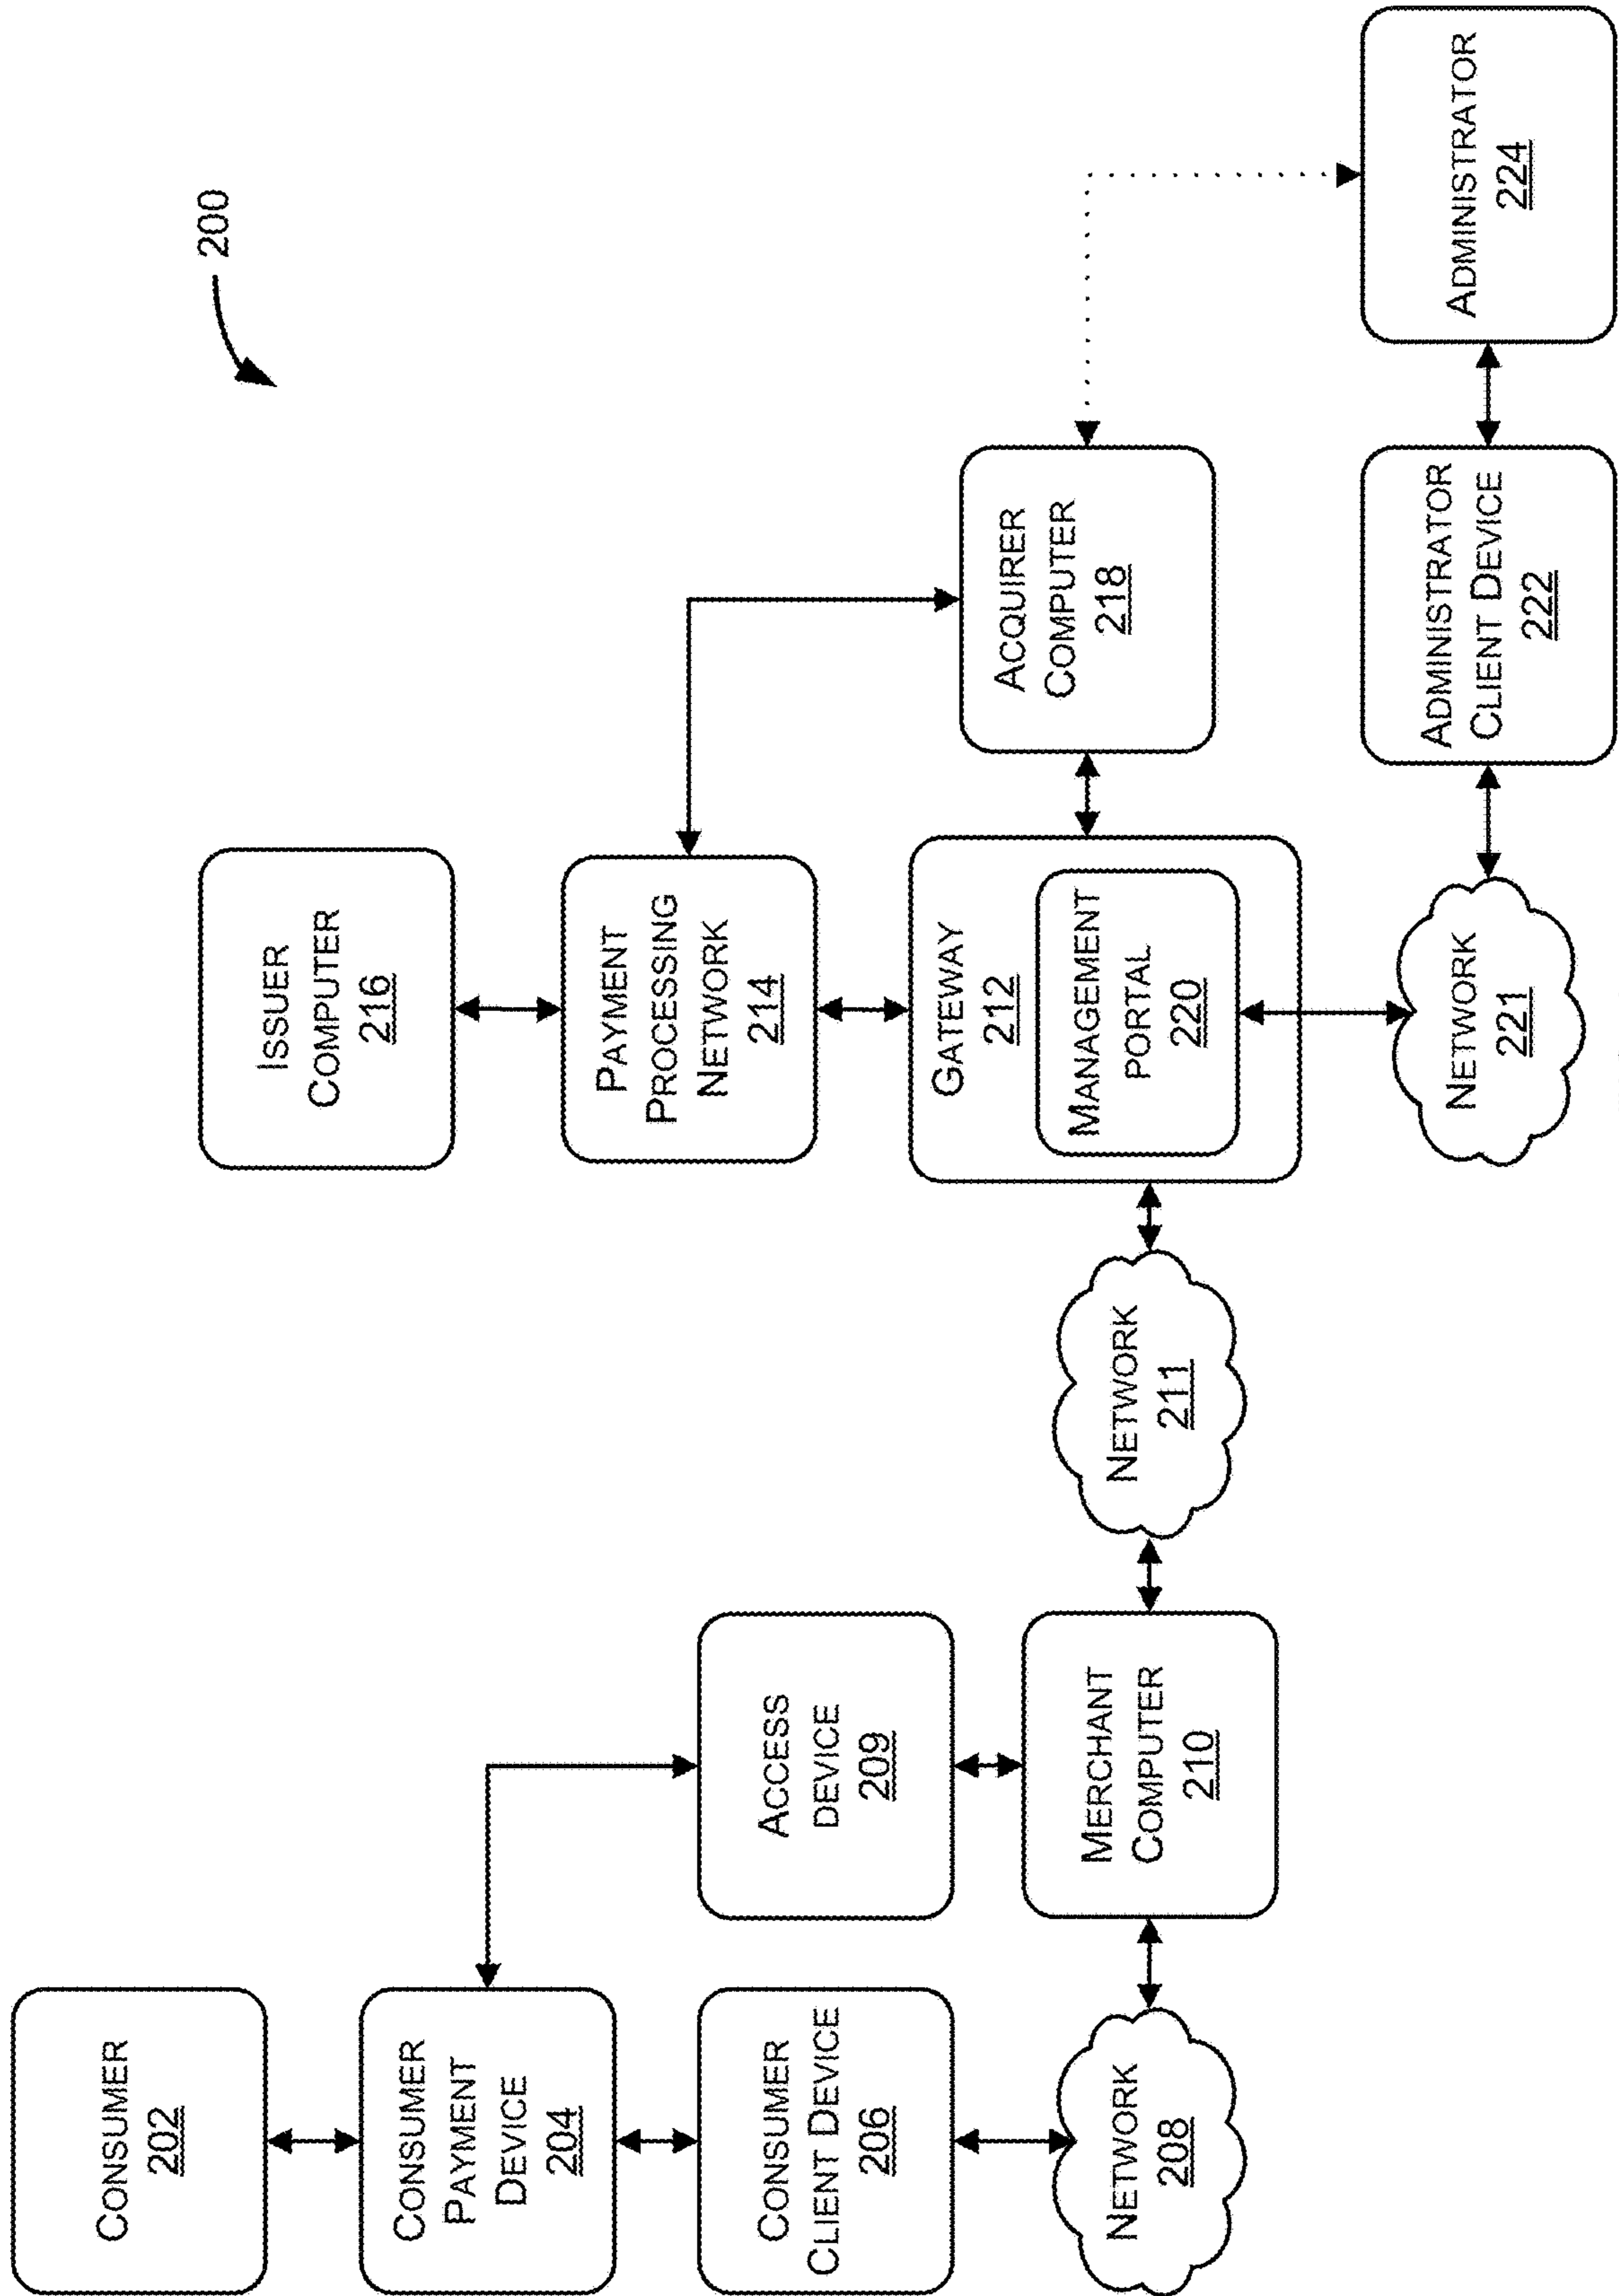 200
CONSUMER
202
CONSUMER
PAYMENT
DEVICE
204
CONSUMER
CLIENT DEVICE
206
NETWORK
208
ACCESS
DEVICE
209
MERCHANT
COMPUTER
210
NETWORK
211
ISSUER
COMPUTER
216
PAYMENT
PROCESSING
NETWORK
214
GATEWAY
212
MANAGEMENT
PORTAL
220
NETWORK
221
ACQUIRER
COMPUTER
218
ADMINISTRATOR
CLIENT DEVICE
222
ADMINISTRATOR
224